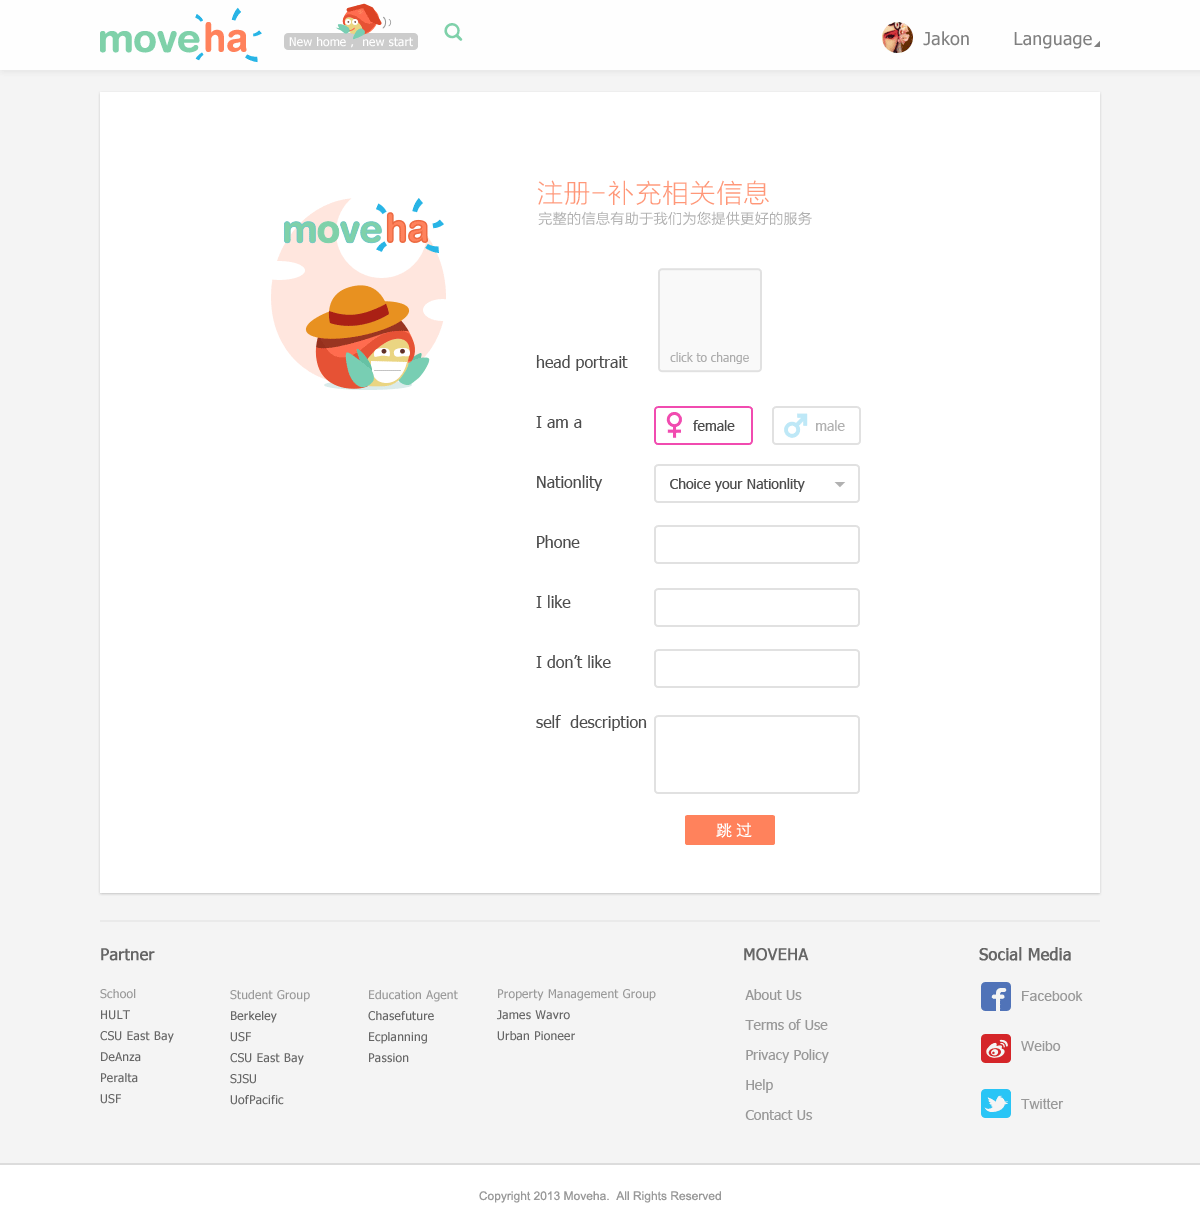 moveha
New home , new start
Jakon
Language
注册-补充相关信息
完整的信息有助于我们为您提供更好的服务
moveha
click to change
head portrait
I am a
female
male
Nationlity
Choice your Nationlity
Phone
I like
I don't like
self description
跳 过
Partner
School
HULT
CSU East Bay
DeAnza
Peralta
USF
Student Group
Berkeley
USF
CSU East Bay
SJSU
UofPacific
Education Agent
Chasefuture
Ecplanning
Passion
Property Management Group
James Wavro
Urban Pioneer
MOVEHA
About Us
Terms of Use
Privacy Policy
Help
Contact Us
Social Media
Facebook
Weibo
Twitter
Copyright 2013 Moveha. All Rights Reserved